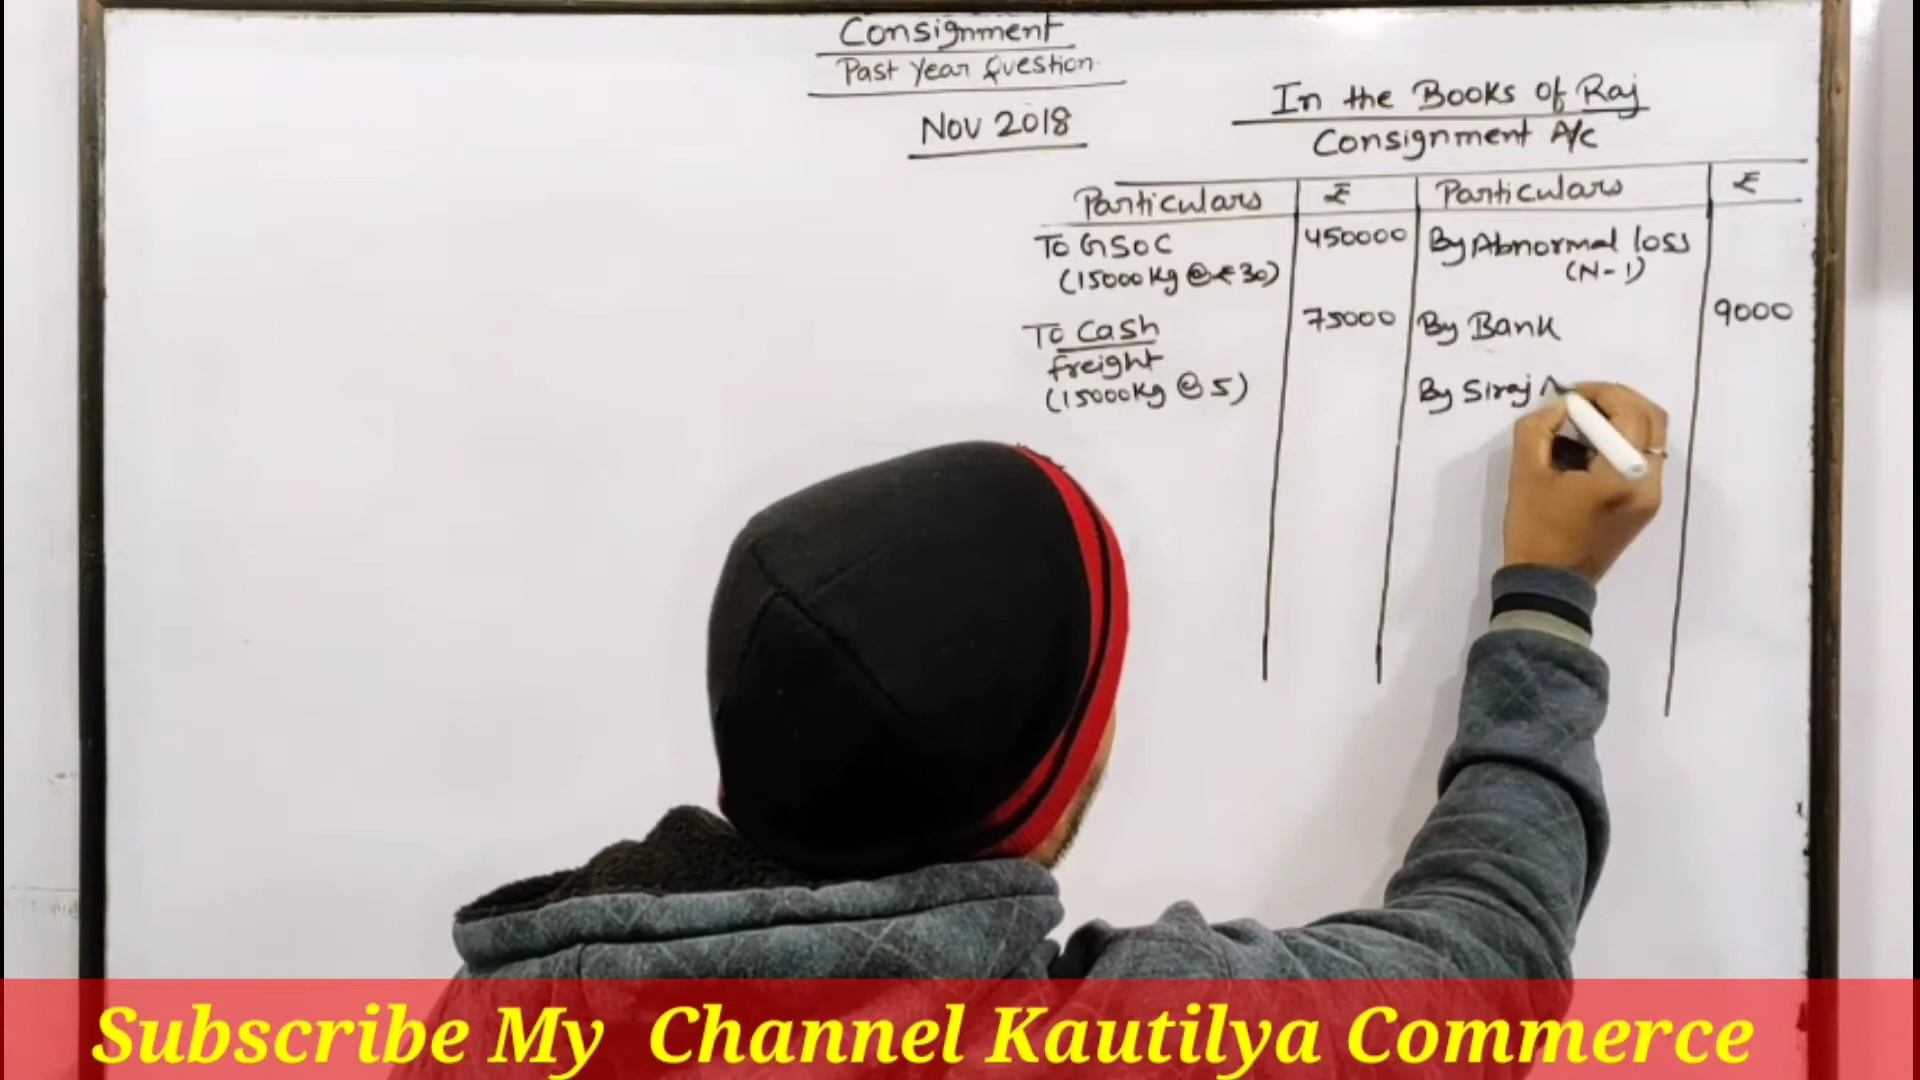 Consignment
Past Year Question.
Nov 2018
In the Books of Raj
Consignment A/c
Particulars ₹ Particulars ₹
To GSOC 450000 By Abnormal loss
(15000 Kg @ ₹ 30) (N-1)
To Cash 75000 By Bank 9000
freight
(15000 Kg @ 5) By Siraj
Subscribe My Channel Kautilya Commerce